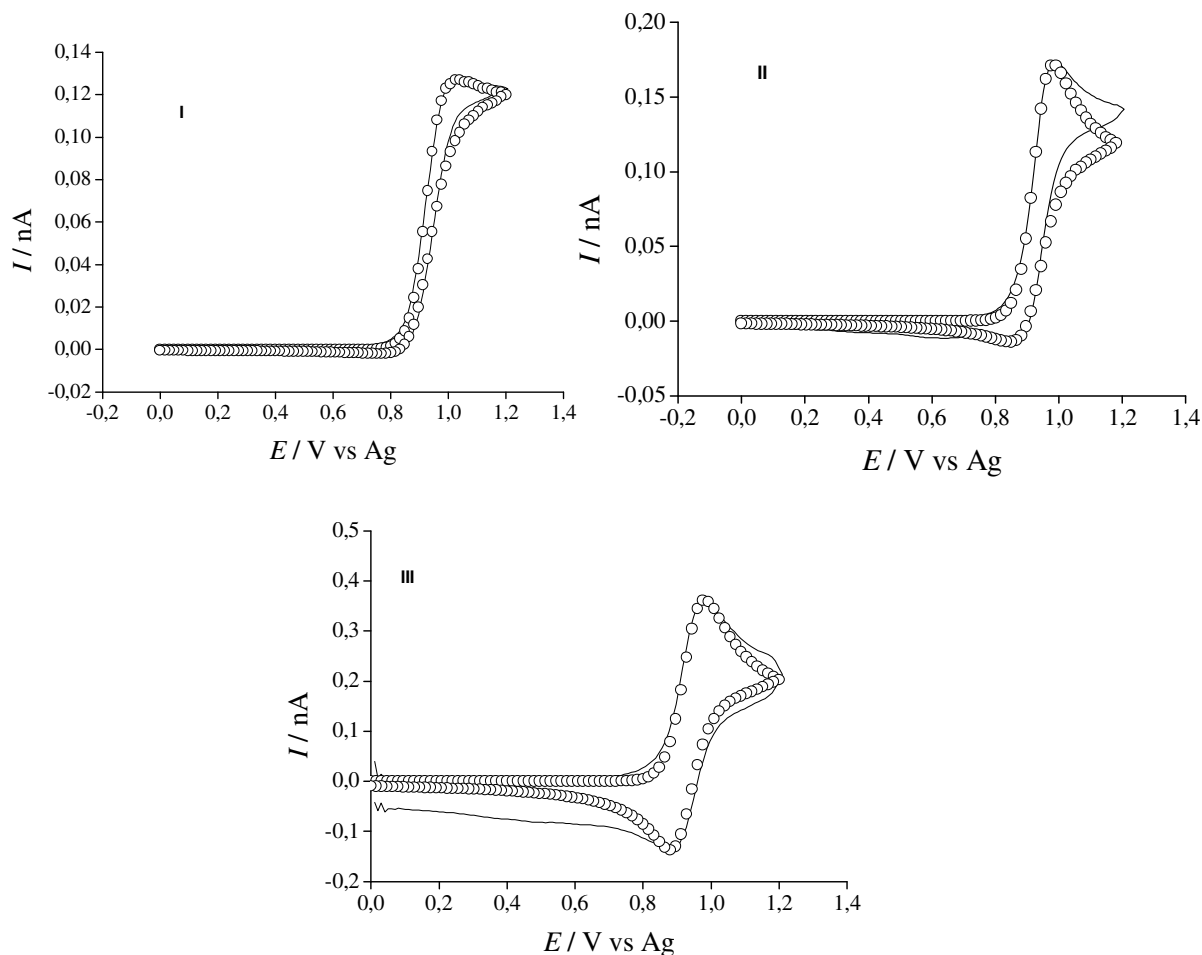 I
0,14
0,12
0,10
0,08
0,06
0,04
0,02
0,00
-0,02
I / nA
-0,2 0,0 0,2 0,4 0,6 0,8 1,0 1,2 1,4
E / V vs Ag
II
0,20
0,15
0,10
0,05
0,00
-0,05
I / nA
-0,2 0,0 0,2 0,4 0,6 0,8 1,0 1,2 1,4
E / V vs Ag
III
0,5
0,4
0,3
0,2
0,1
0,0
-0,1
-0,2
I / nA
0,0 0,2 0,4 0,6 0,8 1,0 1,2 1,4
E / V vs Ag